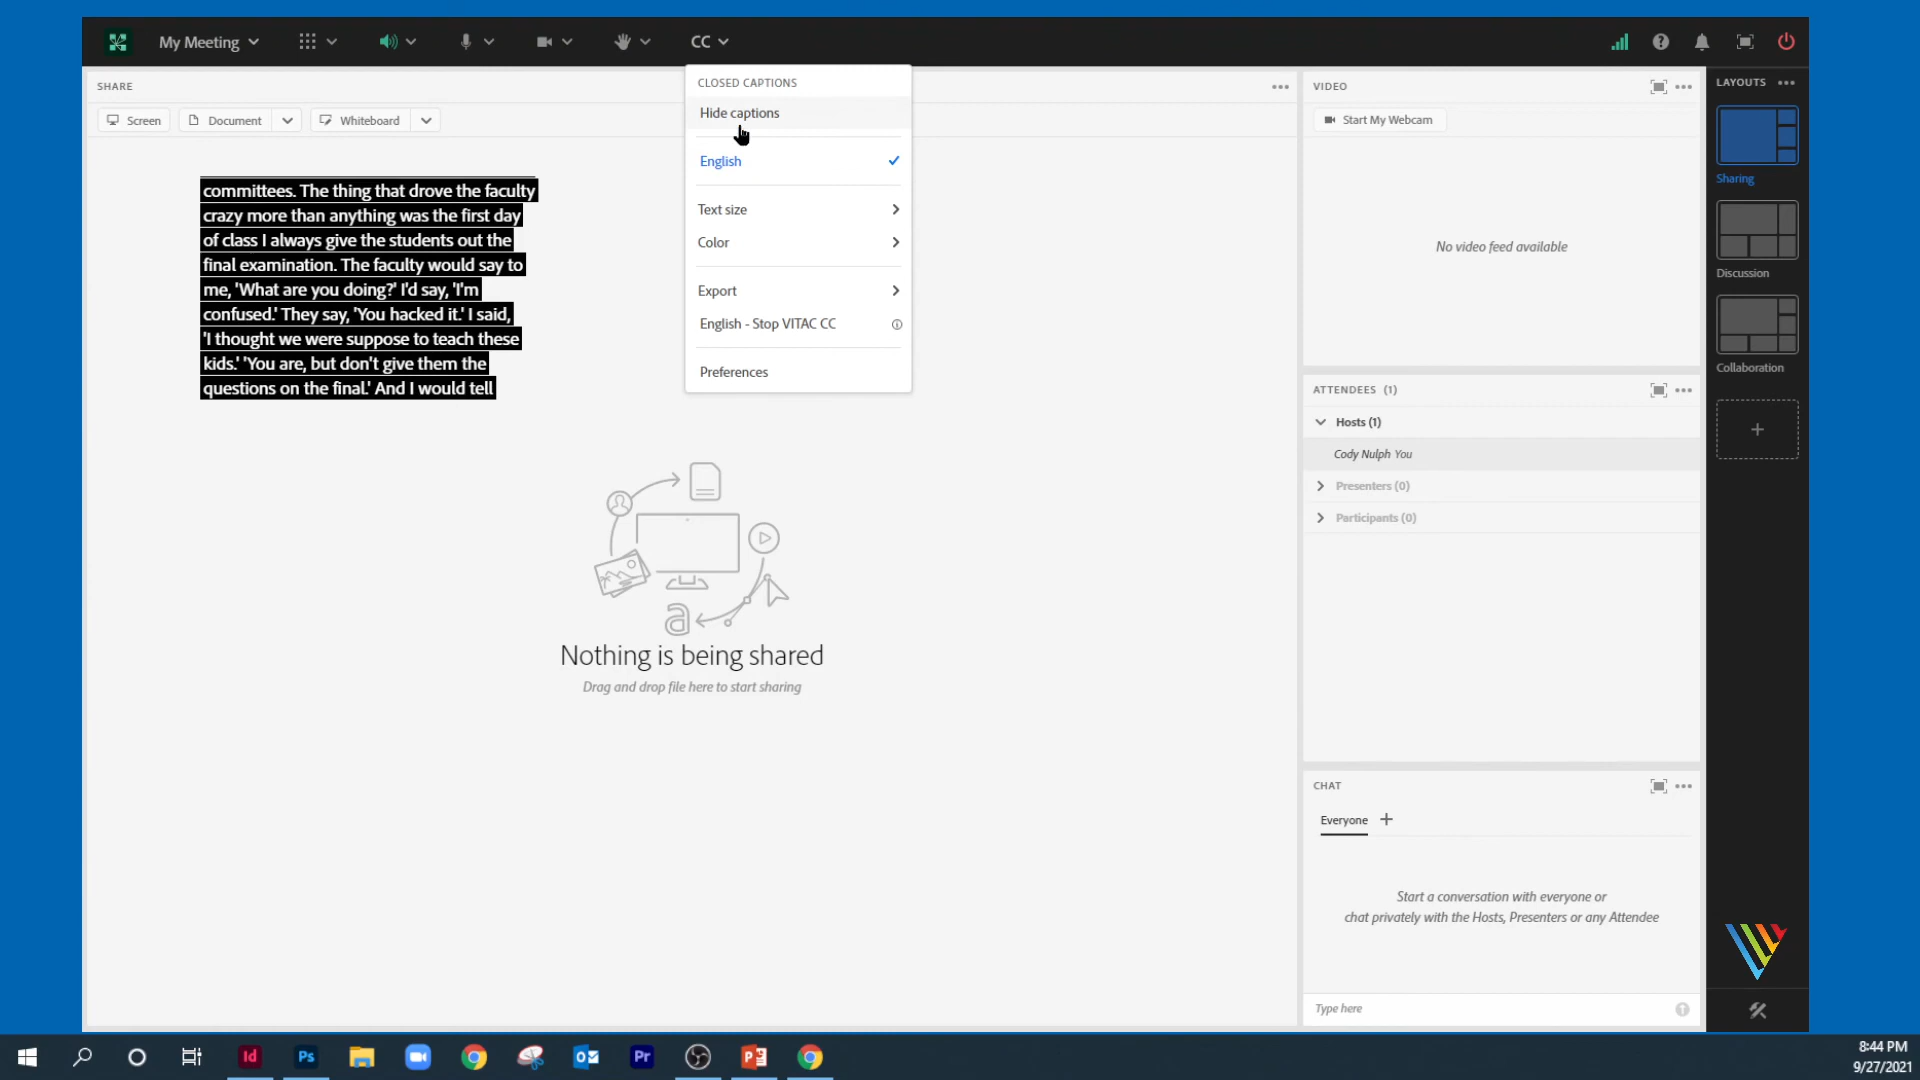 My Meeting
CC
SHARE
Screen
Document
Whiteboard
CLOSED CAPTIONS
Hide captions
English
Text size
Color
Export
English - Stop VITAC CC
Preferences
committees. The thing that drove the faculty
crazy more than anything was the first day
of class I always give the students out the
final examination. The faculty would say to
me, 'What are you doing?' I'd say, 'I'm
confused.' They say, 'You hacked it.' I said,
'I thought we were suppose to teach these
kids.' 'You are, but don't give them the
questions on the final.' And I would tell
a
Nothing is being shared
Drag and drop file here to start sharing
VIDEO
Start My Webcam
No video feed available
ATTENDEES (1)
Hosts (1)
Cody Nulph You
Presenters (0)
Participants (0)
CHAT
Everyone
Start a conversation with everyone or
chat privately with the Hosts, Presenters or any Attendee
Type here
LAYOUTS
Sharing
Discussion
Collaboration
Id
Ps
Pr
8:44 PM
9/27/2021